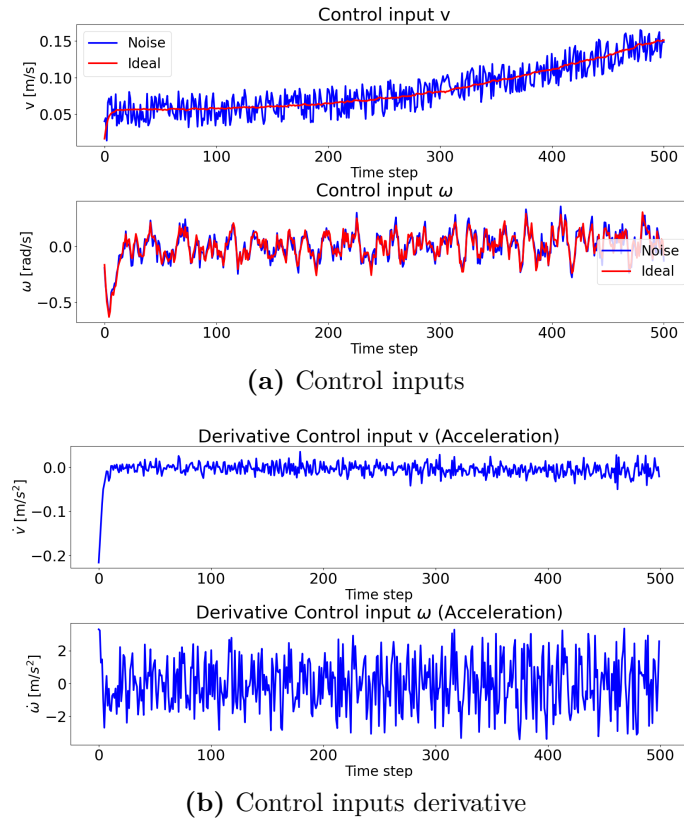 Control input v
0.15
0.10
0.05
v [m/s]
Noise
Ideal
0 100 200 300 400 500
Time step
Control input ω
0.0
−0.5
ω [rad/s]
Noise
Ideal
0 100 200 300 400 500
Time step
(a) Control inputs
Derivative Control input v (Acceleration)
0.0
−0.1
−0.2
v̇ [m/s²]
0 100 200 300 400 500
Time step
Derivative Control input ω (Acceleration)
2
0
−2
ω̇ [m/s²]
0 100 200 300 400 500
Time step
(b) Control inputs derivative